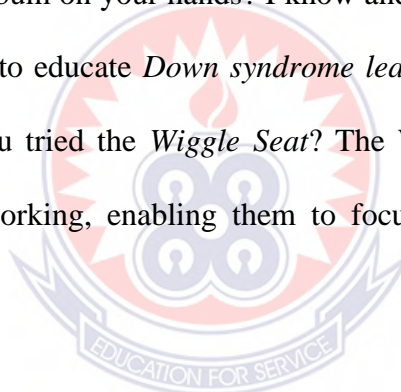 on your hands? I know and
to educate Down syndrome lea
u tried the Wiggle Seat? The
orking, enabling them to focu
EDUCATION FOR SERVICE